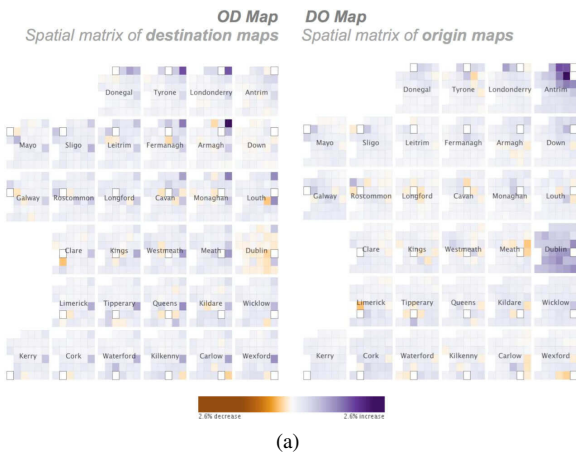 OD Map
Spatial matrix of destination maps
DO Map
Spatial matrix of origin maps
Donegal Tyrone Londonderry Antrim
Mayo Sligo Leitrim Fermanagh Armagh Down
Galway Roscommon Longford Cavan Monaghan Louth
Clare Kings Westmeath Meath Dublin
Limerick Tipperary Queens Kildare Wicklow
Kerry Cork Waterford Kilkenny Carlow Wexford
Donegal Tyrone Londonderry Antrim
Mayo Sligo Leitrim Fermanagh Armagh Down
Galway Roscommon Longford Cavan Monaghan Louth
Clare Kings Westmeath Meath Dublin
Limerick Tipperary Queens Kildare Wicklow
Kerry Cork Waterford Kilkenny Carlow Wexford
2.6% decrease 2.6% increase
(a)